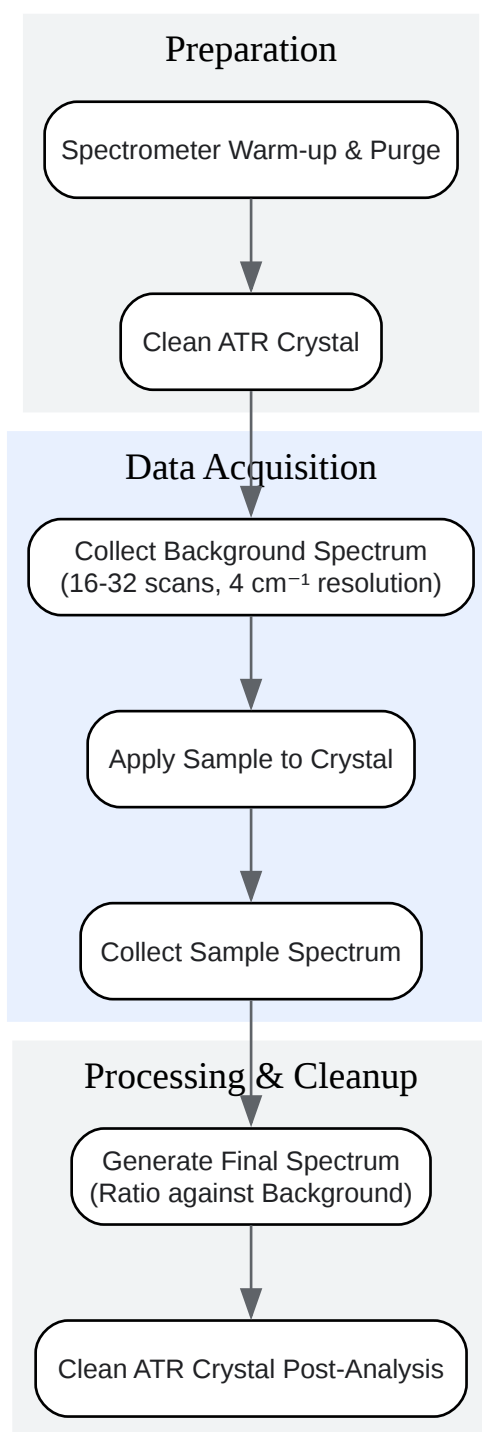 Preparation
Spectrometer Warm-up & Purge
Clean ATR Crystal
Data Acquisition
Collect Background Spectrum
(16-32 scans, 4 cm⁻¹ resolution)
Apply Sample to Crystal
Collect Sample Spectrum
Processing & Cleanup
Generate Final Spectrum
(Ratio against Background)
Clean ATR Crystal Post-Analysis